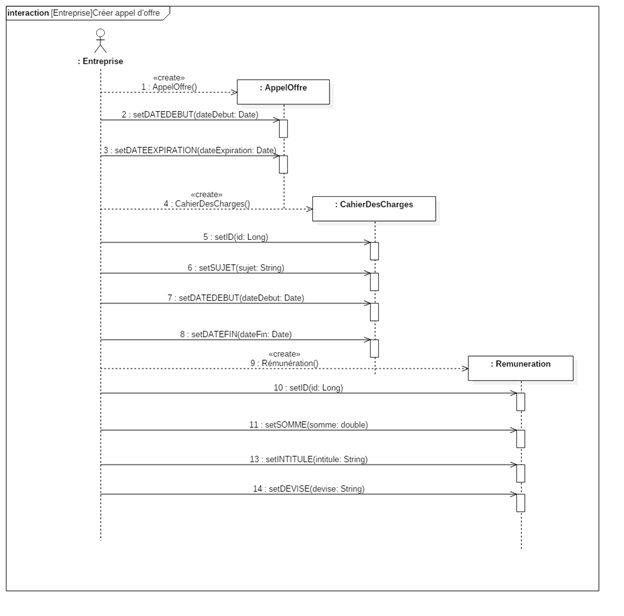 interaction [Entreprise]Créer appel d'offre
: Entreprise
«create»
1 : AppelOffre()
: AppelOffre
2 : setDATEDEBUT(dateDebut: Date)
3 : setDATEEXPIRATION(dateExpiration: Date)
«create»
4 : CahierDesCharges()
: CahierDesCharges
5 : setID(id: Long)
6 : setSUJET(sujet: String)
7 : setDATEDEBUT(dateDebut: Date)
8 : setDATEFIN(dateFin: Date)
«create»
9 : Rémunération()
: Remuneration
10 : setID(id: Long)
11 : setSOMME(somme: double)
13 : setINTITULE(intitule: String)
14 : setDEVISE(devise: String)